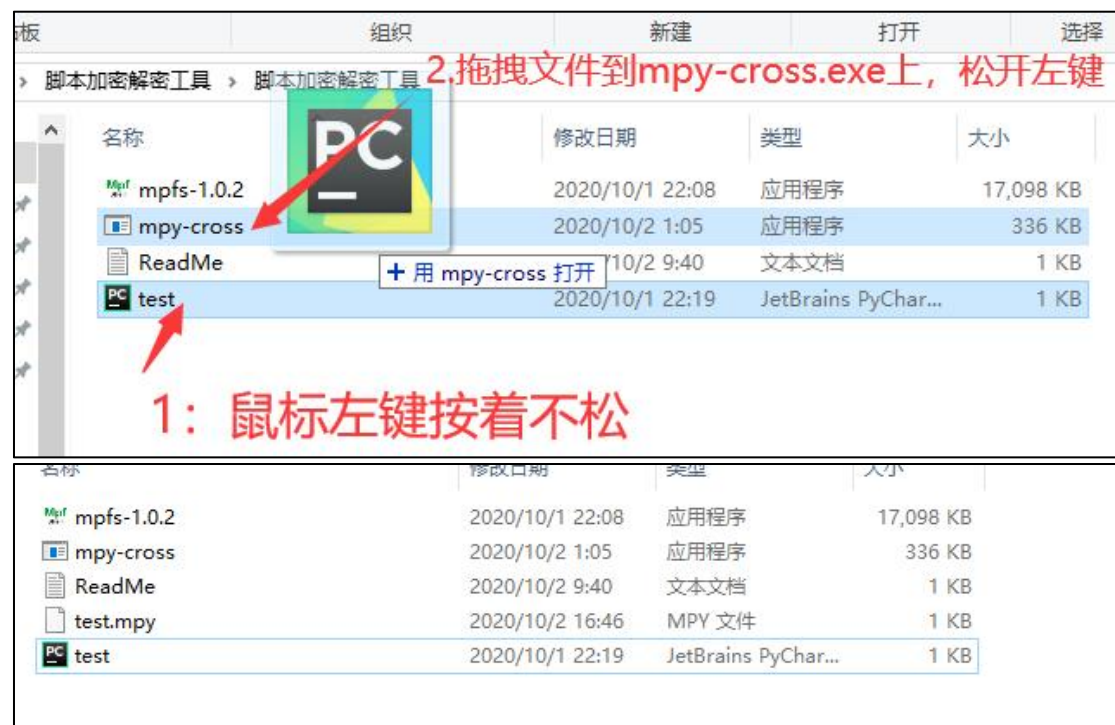 组织 新建 打开 选择
脚本加密解密工具 › 脚本加密解密工具
2.拖拽文件到mpy-cross.exe上，松开左键
名称 修改日期 类型 大小
PC
Mpf mpfs-1.0.2 2020/10/1 22:08 应用程序 17,098 KB
mpy-cross 2020/10/2 1:05 应用程序 336 KB
ReadMe /10/2 9:40 文本文档 1 KB
+ 用 mpy-cross 打开
PC test 2020/10/1 22:19 JetBrains PyChar... 1 KB
1：鼠标左键按着不松
名称 修改日期 类型 大小
Mpf mpfs-1.0.2 2020/10/1 22:08 应用程序 17,098 KB
mpy-cross 2020/10/2 1:05 应用程序 336 KB
ReadMe 2020/10/2 9:40 文本文档 1 KB
test.mpy 2020/10/2 16:46 MPY 文件 1 KB
PC test 2020/10/1 22:19 JetBrains PyChar... 1 KB